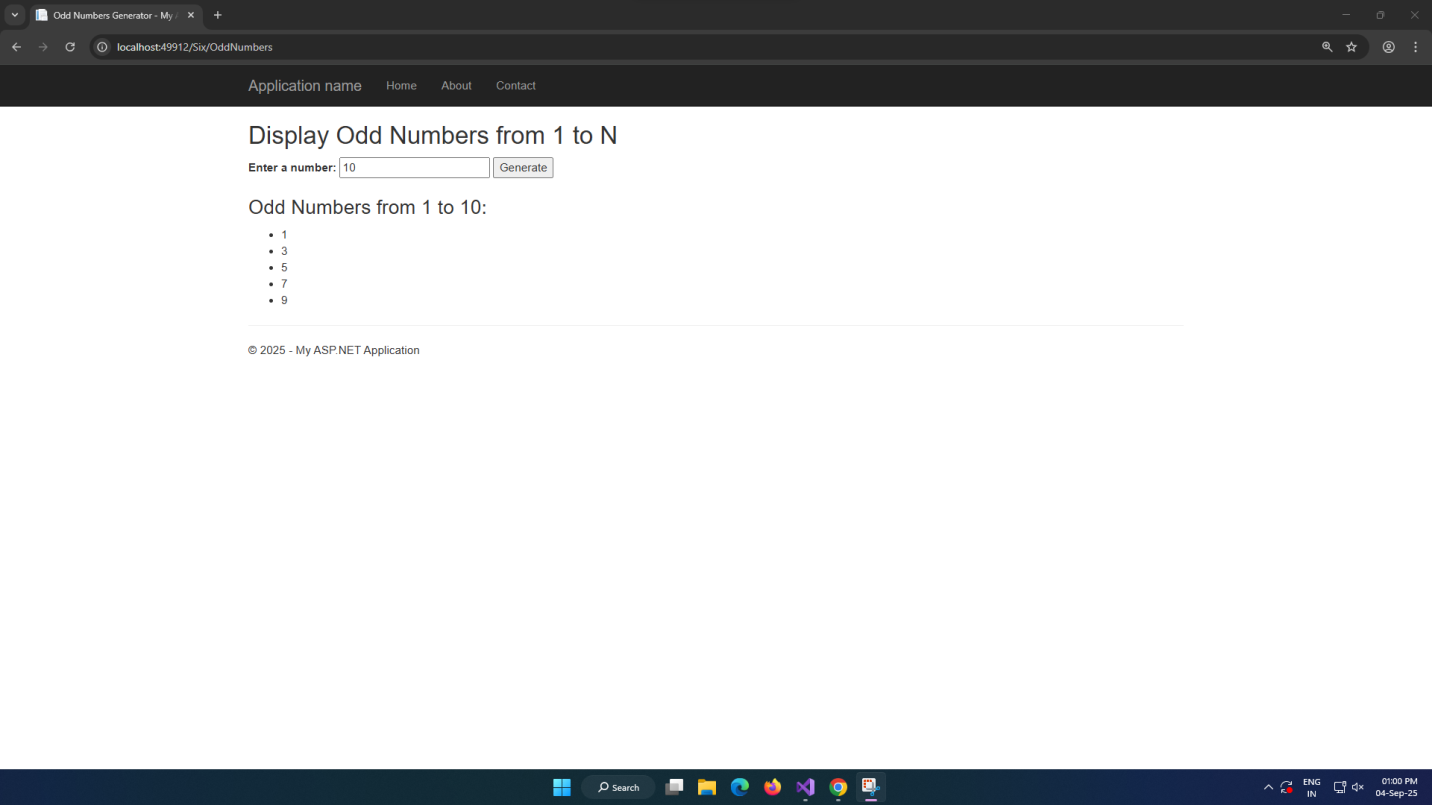 Odd Numbers Generator - My
localhost:49912/Six/OddNumbers
Application name Home About Contact
Display Odd Numbers from 1 to N
Enter a number: 10 Generate
Odd Numbers from 1 to 10:
1
3
5
7
9
© 2025 - My ASP.NET Application
Search
ENG
IN
01:00 PM
04-Sep-25